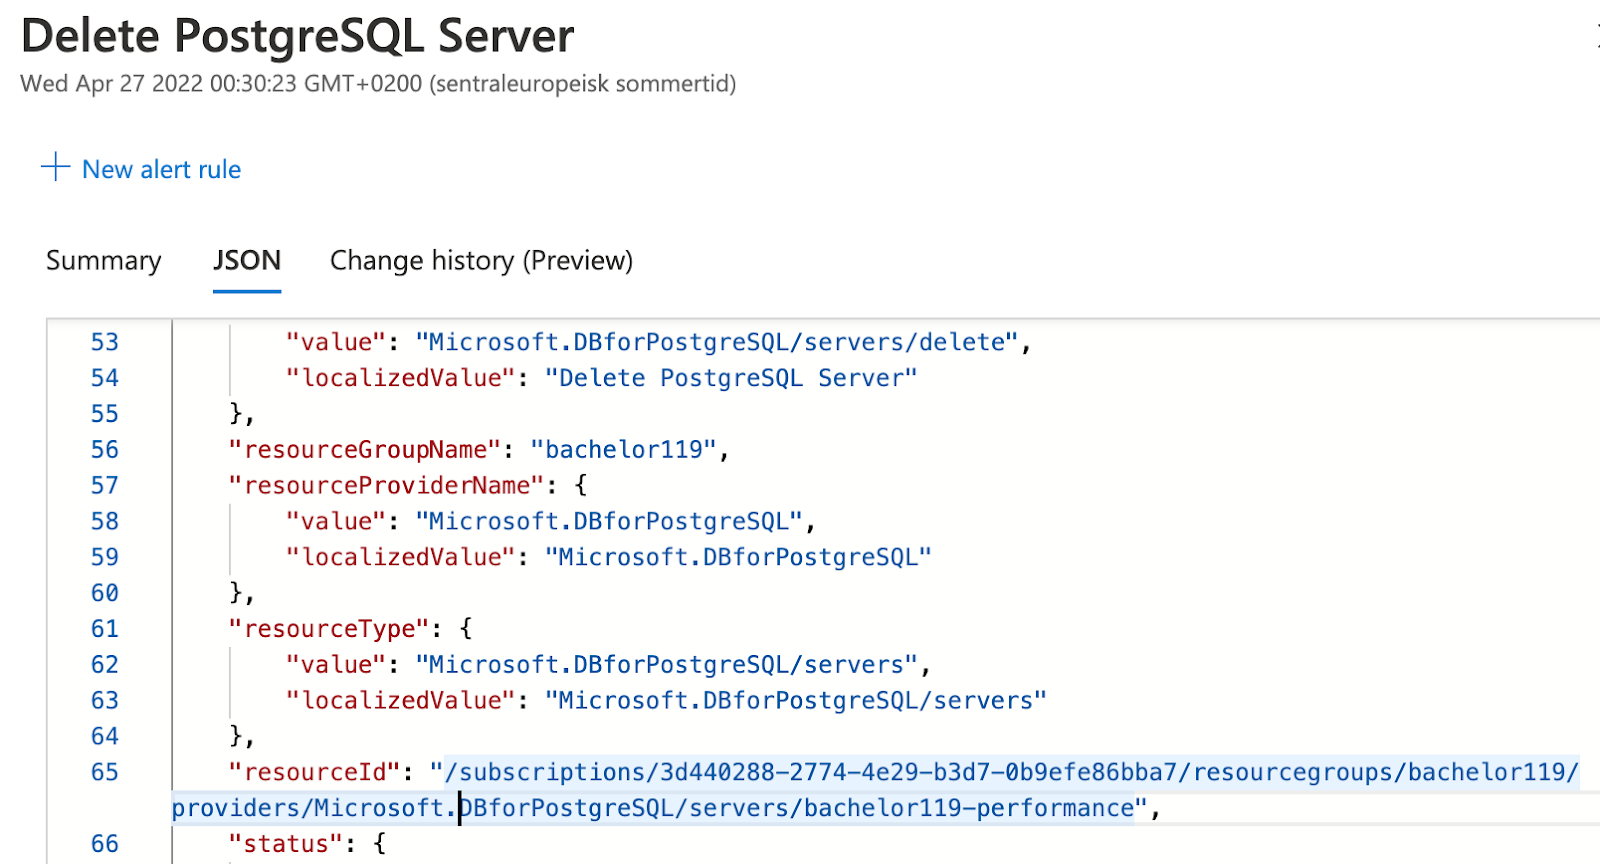 Delete PostgreSQL Server
Wed Apr 27 2022 00:30:23 GMT+0200 (sentraleuropeisk sommertid)
New alert rule
Summary JSON Change history (Preview)
53 "value": "Microsoft.DBforPostgreSQL/servers/delete",
54 "localizedValue": "Delete PostgreSQL Server"
55 },
56 "resourceGroupName": "bachelor119",
57 "resourceProviderName": {
58 "value": "Microsoft.DBforPostgreSQL",
59 "localizedValue": "Microsoft.DBforPostgreSQL"
60 },
61 "resourceType": {
62 "value": "Microsoft.DBforPostgreSQL/servers",
63 "localizedValue": "Microsoft.DBforPostgreSQL/servers"
64 },
65 "resourceId": "/subscriptions/3d440288-2774-4e29-b3d7-0b9efe86bba7/resourcegroups/bachelor119/
providers/Microsoft.DBforPostgreSQL/servers/bachelor119-performance",
66 "status": {